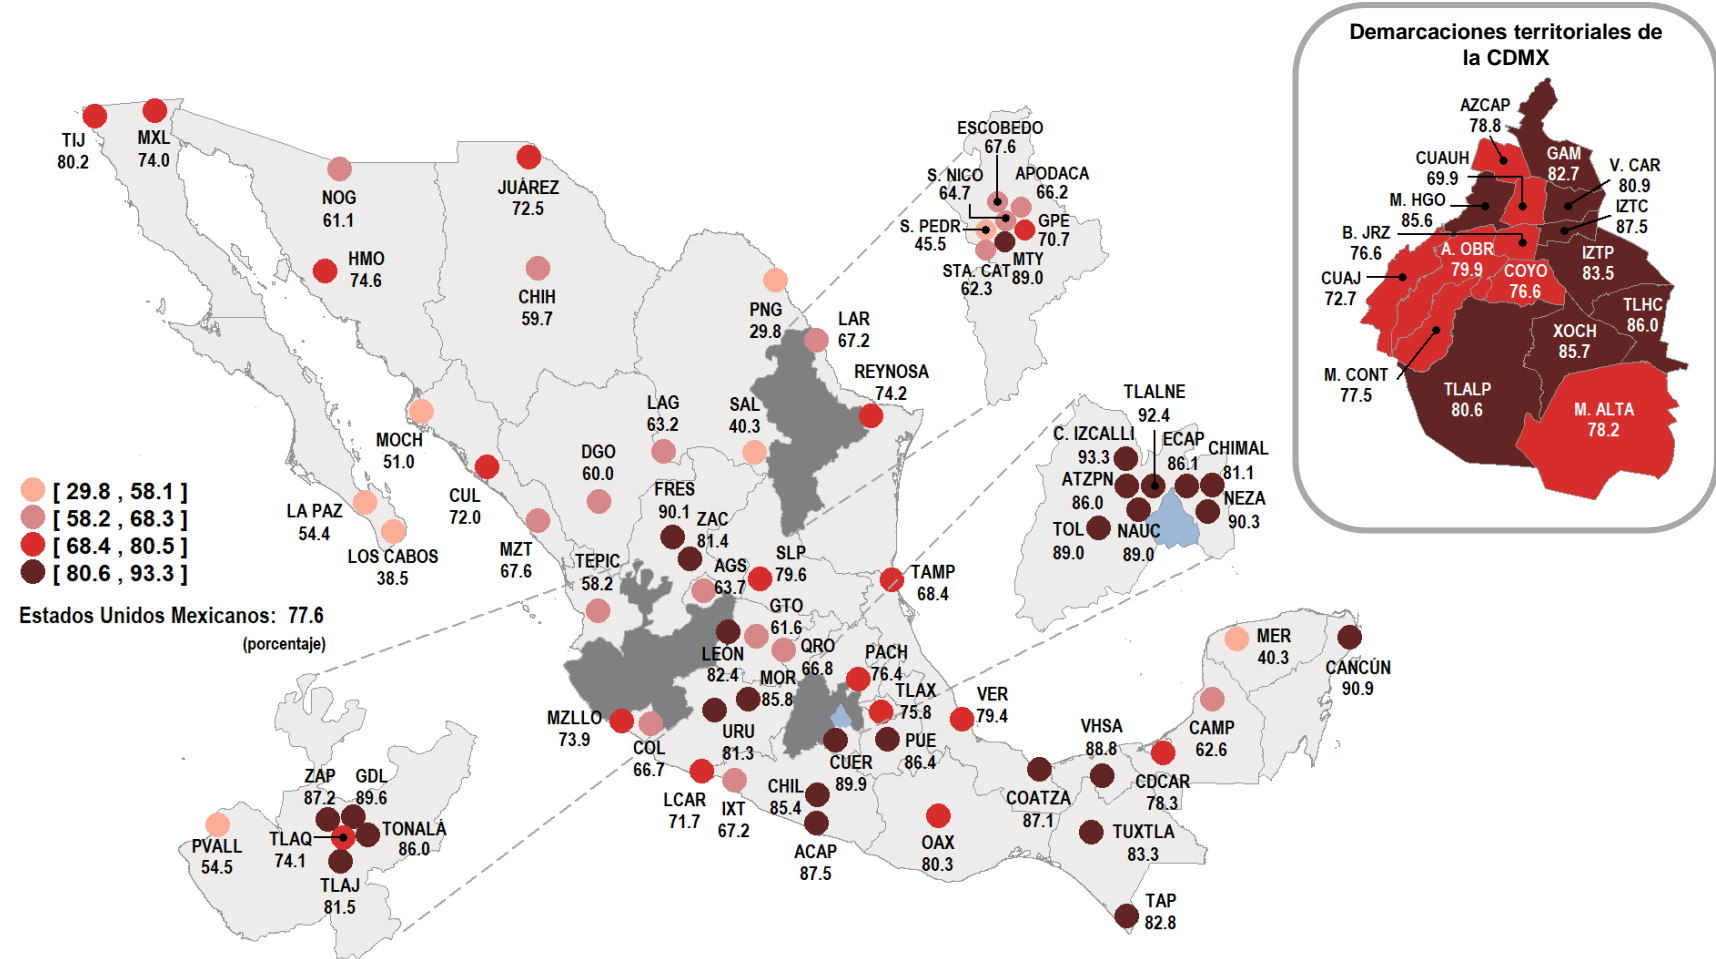 Demarcaciones territoriales de
la CDMX
AZCAP
78.8
CUAUH
69.9
GAM
82.7
V. CAR
80.9
M. HGO
85.6
IZTC
87.5
B. JRZ
76.6
A. OBR
79.9
IZTP
83.5
CUAJ
72.7
COYO
76.6
TLHC
86.0
XOCH
85.7
M. CONT
77.5
TLALP
80.6
M. ALTA
78.2
TIJ
80.2
MXL
74.0
NOG
61.1
JUÁREZ
72.5
HMO
74.6
CHIH
59.7
ESCOBEDO
67.6
S. NICO
64.7
APODACA
66.2
S. PEDR
45.5
GPE
70.7
STA. CAT
62.3
MTY
89.0
PNG
29.8
LAR
67.2
REYNOSA
74.2
LAG
63.2
SAL
40.3
MOCH
51.0
DGO
60.0
CUL
72.0
FRES
90.1
ZAC
81.4
TLALNE
92.4
C. IZCALLI
93.3
ECAP
86.1
CHIMAL
81.1
ATZPN
86.0
NEZA
90.3
TOL
89.0
NAUC
89.0
[ 29.8 , 58.1 ]
[ 58.2 , 68.3 ]
[ 68.4 , 80.5 ]
[ 80.6 , 93.3 ]
Estados Unidos Mexicanos: 77.6
(porcentaje)
LA PAZ
54.4
LOS CABOS
38.5
MZT
67.6
TEPIC
58.2
AGS
63.7
SLP
79.6
TAMP
68.4
GTO
61.6
LEÓN
82.4
QRO
66.8
PACH
76.4
MOR
85.8
TLAX
75.8
VER
79.4
MER
40.3
CANCÚN
90.9
MZLLO
73.9
COL
66.7
URU
81.3
CUER
89.9
PUE
86.4
VHSA
88.8
CAMP
62.6
CDCAR
78.3
LCAR
71.7
IXT
67.2
CHIL
85.4
COATZA
87.1
ACAP
87.5
OAX
80.3
TUXTLA
83.3
TAP
82.8
ZAP
87.2
GDL
89.6
PVALL
54.5
TLAQ
74.1
TONALÁ
86.0
TLAJ
81.5